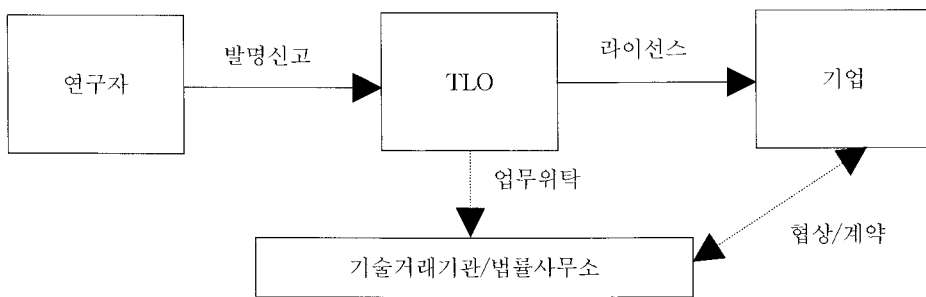 발명신고
라이선스
연구자
TLO
기업
업무위탁
협상/계약
기술거래기관/법률사무소